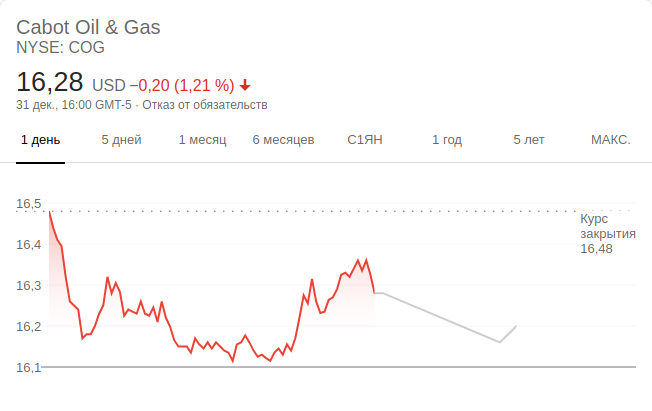 Cabot Oil & Gas
NYSE: COG
16,28 USD −0,20 (1,21 %)
31 дек., 16:00 GMT-5 · Отказ от обязательств
1 день 5 дней 1 месяц 6 месяцев С1ЯН 1 год 5 лет МАКС.
16,5
Курс
закрытия
16,48
16,4
16,3
16,2
16,1